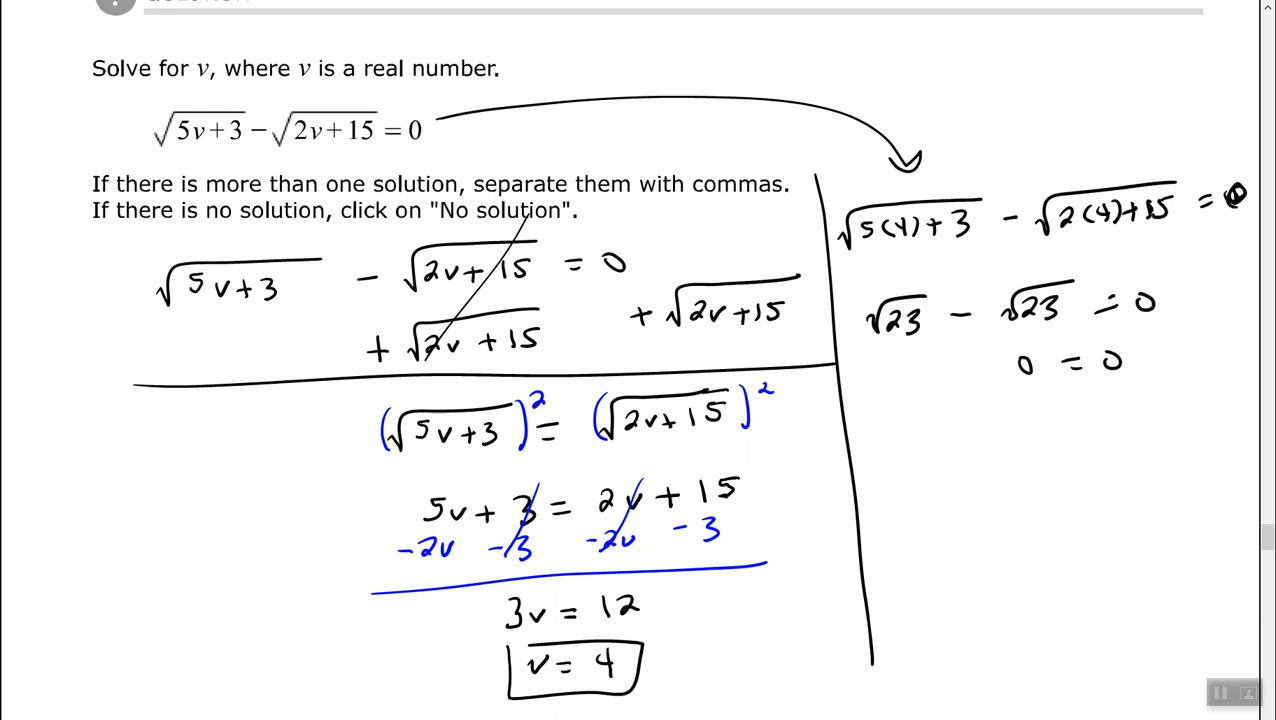 Solve for v, where v is a real number.
√(5v+3) − √(2v+15) = 0
If there is more than one solution, separate them with commas.
If there is no solution, click on "No solution".
√(5v+3) − √(2v+15) = 0
+ √(2v+15) + √(2v+15)
(√(5v+3))² = (√(2v+15))²
5v + 3 = 2v + 15
-2v -3 -2v -3
3v = 12
v = 4
√(5(4)+3) − √(2(4)+15) = 0
√23 − √23 = 0
0 = 0